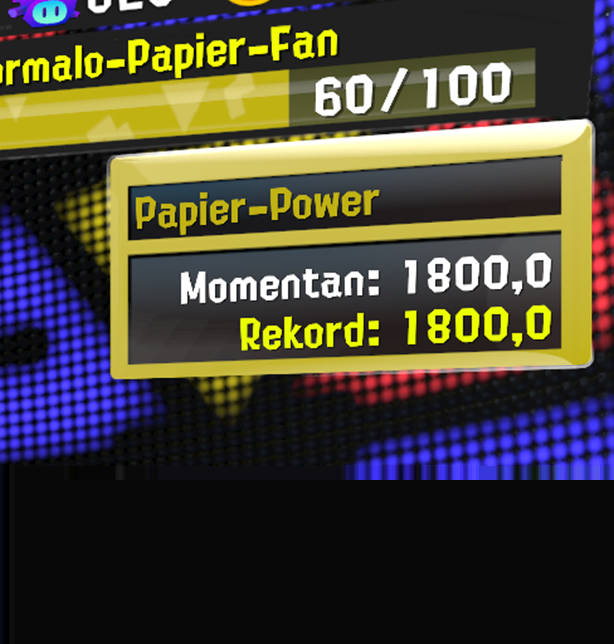 ormalo-Papier-Fan
60/100
Papier-Power
Momentan: 1800,0
Rekord: 1800,0